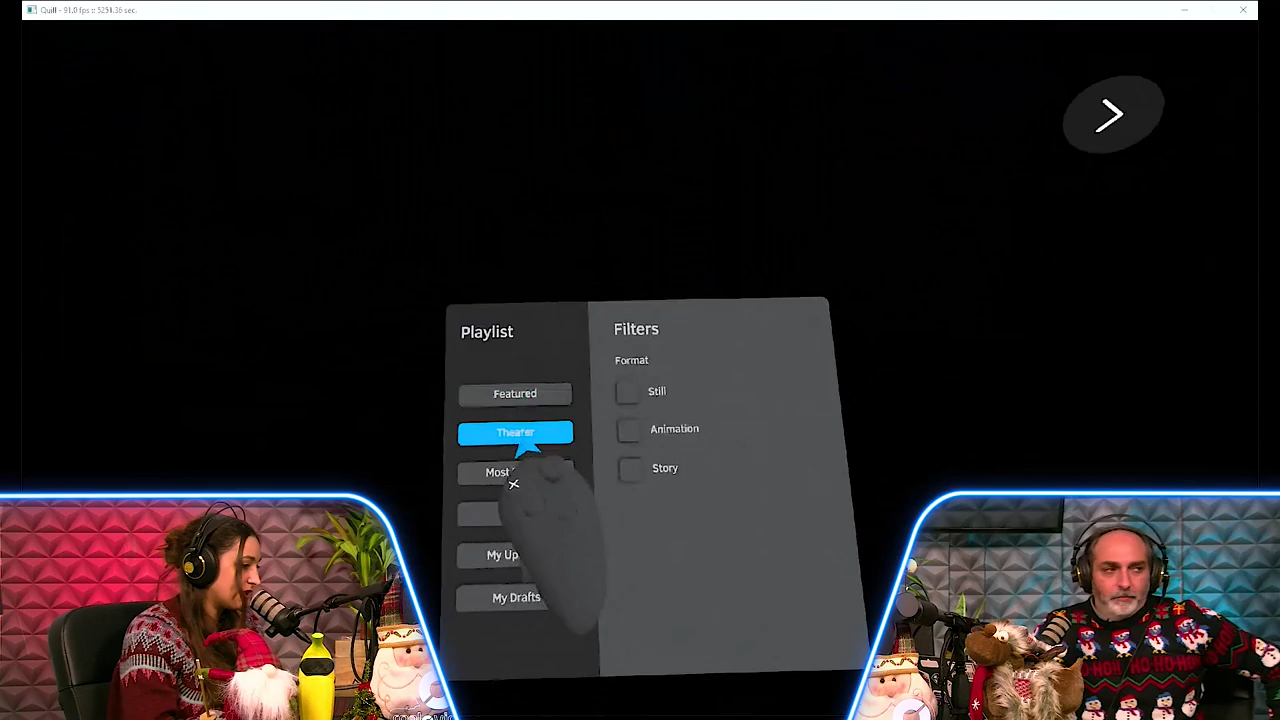 Quill - 91.0 fps :: 5251.36 sec.
Playlist
Filters
Format
Featured
Still
Theater
Animation
Most
Story
My Up
My Drafts
HO-HO-HO